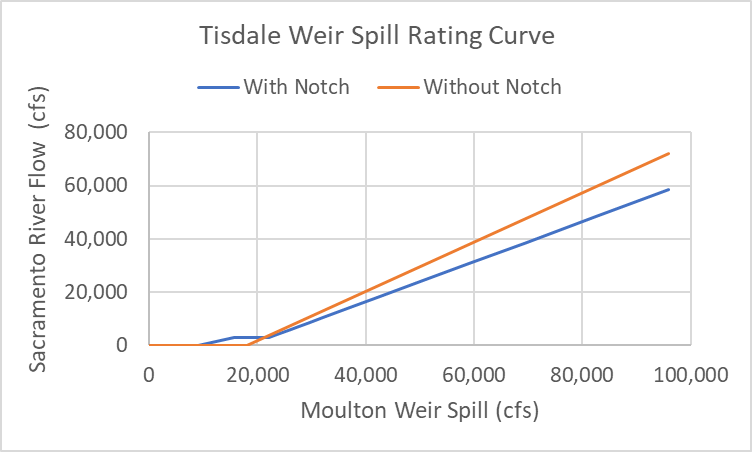 Tisdale Weir Spill Rating Curve
With Notch
Without Notch
Sacramento River Flow (cfs)
80,000
60,000
40,000
20,000
0
0
20,000
40,000
60,000
80,000
100,000
Moulton Weir Spill (cfs)